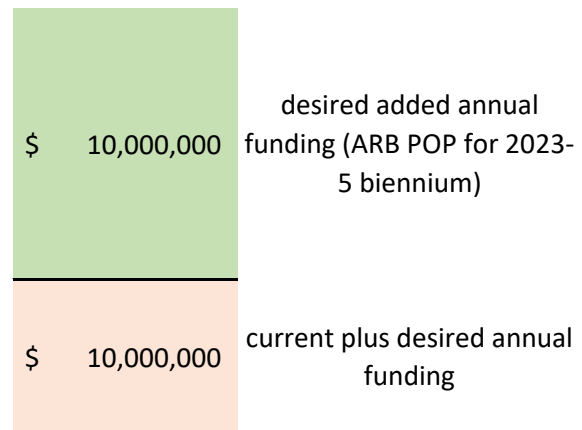 desired added annual
$ 10,000,000 funding (ARB POP for 2023-
5 biennium)
current plus desired annual
$ 10,000,000
funding